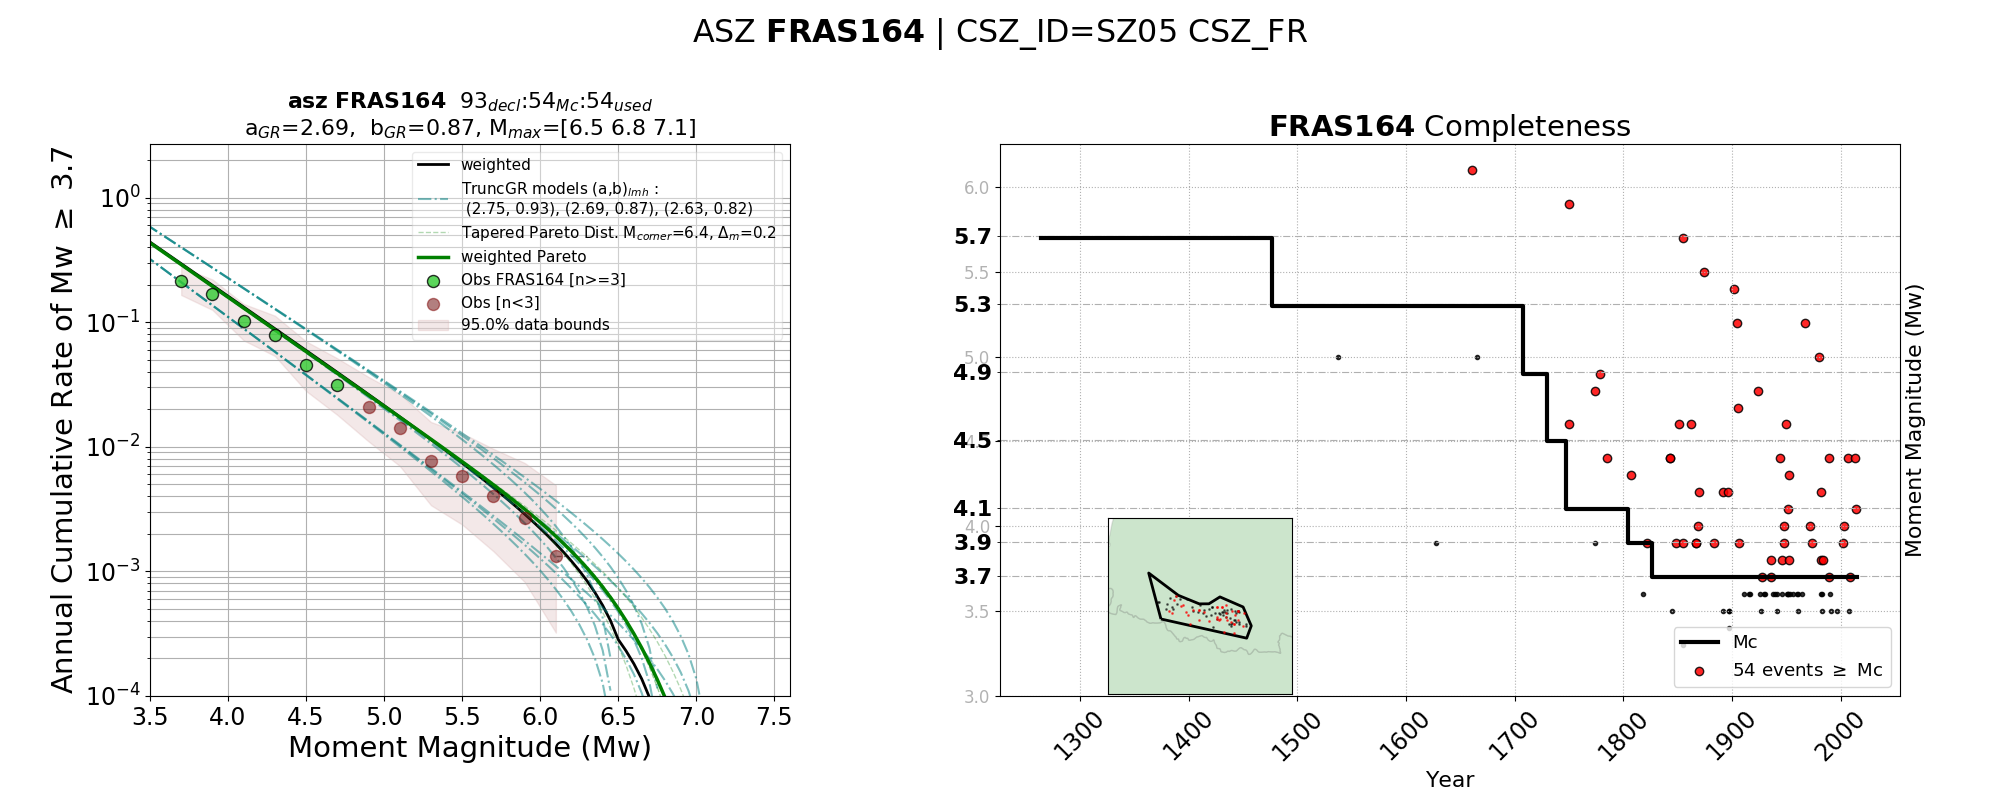 ASZ FRAS164 | CSZ_ID=SZ05 CSZ_FR
asz FRAS164 93decl:54Mc:54used
aGR=2.69, bGR=0.87, Mmax=[6.5 6.8 7.1]
Annual Cumulative Rate of Mw ≥ 3.7
10^0
10^−1
10^−2
10^−3
10^−4
weighted
TruncGR models (a,b)lmh :
(2.75, 0.93), (2.69, 0.87), (2.63, 0.82)
Tapered Pareto Dist. Mcorner=6.4, Δm=0.2
weighted Pareto
Obs FRAS164 [n>=3]
Obs [n<3]
95.0% data bounds
3.5 4.0 4.5 5.0 5.5 6.0 6.5 7.0 7.5
Moment Magnitude (Mw)
FRAS164 Completeness
6.0
5.7
5.5
5.3
5.0
4.9
4.5
4.1
4.0
3.9
3.7
3.5
3.0
Mc
54 events ≥ Mc
1300 1400 1500 1600 1700 1800 1900 2000
Year
Moment Magnitude (Mw)